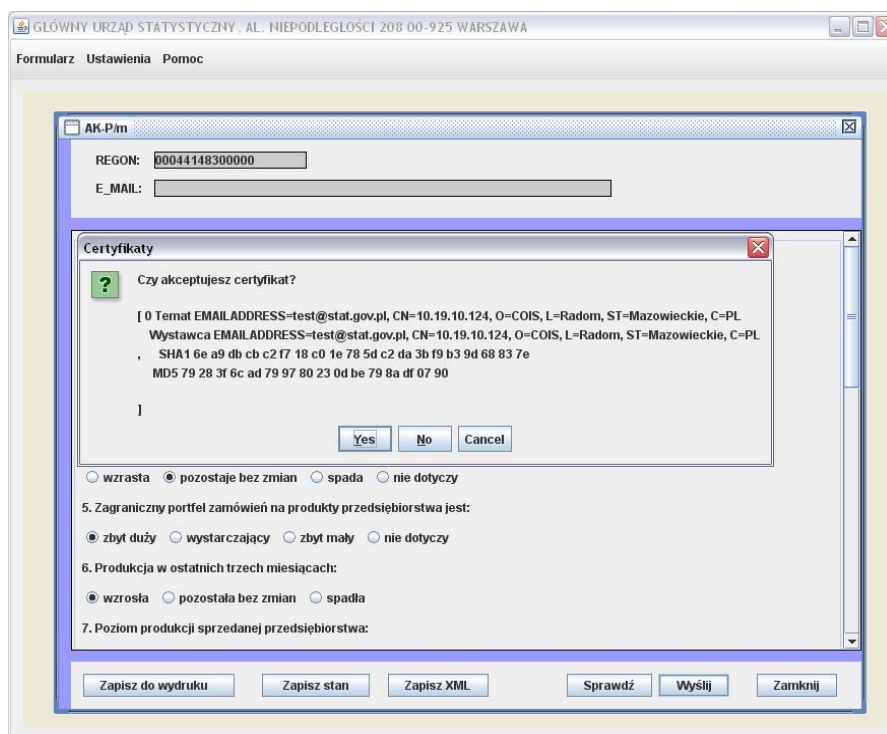 GŁÓWNY URZĄD STATYSTYCZNY, AL. NIEPODLEGŁOŚCI 208 00-925 WARSZAWA
Formularz Ustawienia Pomoc
AK-P/m
REGON: 00044148300000
E_MAIL:
Certyfikaty
?
Czy akceptujesz certyfikat?
[ 0 Temat EMAILADDRESS=test@stat.gov.pl, CN=10.19.10.124, O=COIS, L=Radom, ST=Mazowieckie, C=PL
Wystawca EMAILADDRESS=test@stat.gov.pl, CN=10.19.10.124, O=COIS, L=Radom, ST=Mazowieckie, C=PL
, SHA1 6e a9 db cb c2 f7 18 c0 1e 78 5d c2 da 3b f9 b3 9d 68 83 7e
MD5 79 28 3f 6c ad 79 97 80 23 0d be 79 8a df 07 90
]
Yes No Cancel
wzrasta pozostaje bez zmian spada nie dotyczy
5. Zagraniczny portfel zamówień na produkty przedsiębiorstwa jest:
zbyt duży wystarczający zbyt mały nie dotyczy
6. Produkcja w ostatnich trzech miesiącach:
wzrosła pozostała bez zmian spadła
7. Poziom produkcji sprzedanej przedsiębiorstwa:
Zapisz do wydruku Zapisz stan Zapisz XML Sprawdź Wyślij Zamknij